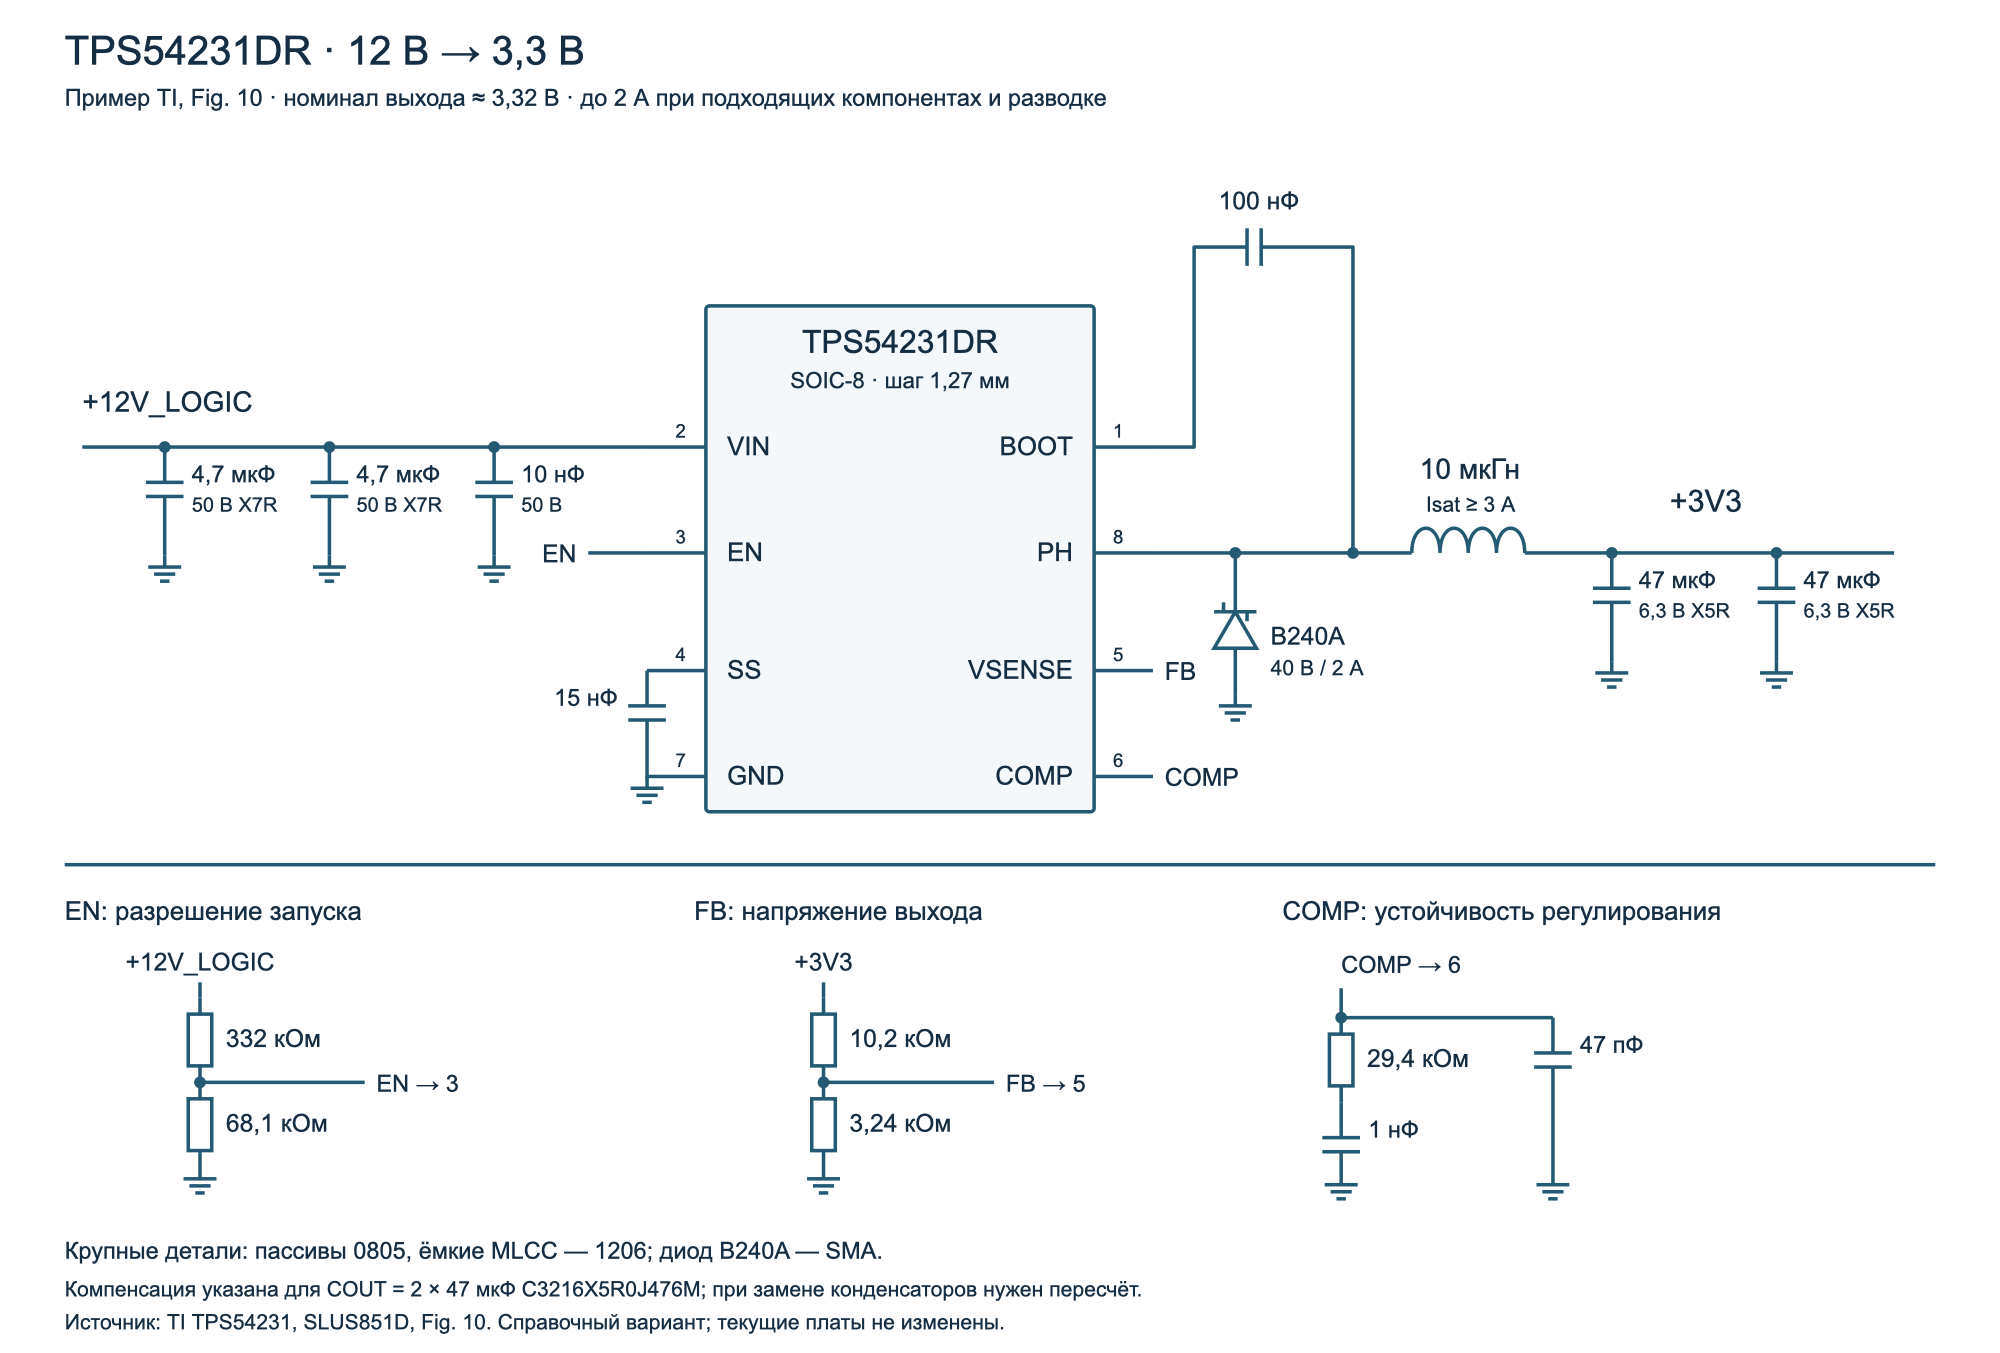 TPS54231DR · 12 В → 3,3 В
Пример TI, Fig. 10 · номинал выхода ≈ 3,32 В · до 2 А при подходящих компонентах и разводке
100 нФ
TPS54231DR
SOIC-8 · шаг 1,27 мм
+12V_LOGIC
2
VIN
BOOT
1
4,7 мкФ
50 В X7R
4,7 мкФ
50 В X7R
10 нФ
50 В
10 мкГн
Isat ≥ 3 А
+3V3
EN
3
EN
PH
8
47 мкФ
6,3 В X5R
47 мкФ
6,3 В X5R
B240A
40 В / 2 А
4
SS
VSENSE
5
FB
15 нФ
7
GND
COMP
6
COMP
EN: разрешение запуска
+12V_LOGIC
332 кОм
EN → 3
68,1 кОм
FB: напряжение выхода
+3V3
10,2 кОм
FB → 5
3,24 кОм
COMP: устойчивость регулирования
COMP → 6
29,4 кОм
47 пФ
1 нФ
Крупные детали: пассивы 0805, ёмкие MLCC — 1206; диод B240A — SMA.
Компенсация указана для COUT = 2 × 47 мкФ C3216X5R0J476M; при замене конденсаторов нужен пересчёт.
Источник: TI TPS54231, SLUS851D, Fig. 10. Справочный вариант; текущие платы не изменены.